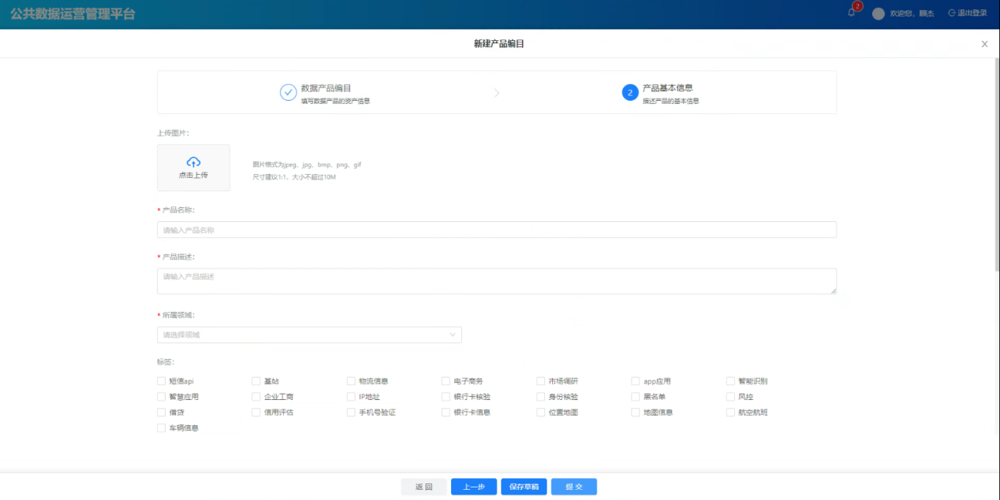 公共数据运营管理平台
2
欢迎您，顾杰
退出登录
新建产品编目
数据产品编目
填写数据产品的资产信息
2
产品基本信息
描述产品的基本信息
上传图片：
点击上传
图片格式为jpeg、jpg、bmp、png、gif
尺寸建议1:1，大小不超过10M
* 产品名称：
请输入产品名称
* 产品描述：
请输入产品描述
* 所属领域：
请选择领域
标签：
短信api 基站 物流信息 电子商务 市场调研 app应用 智能识别
智慧应用 企业工商 IP地址 银行卡核验 身份核验 黑名单 风控
借贷 信用评估 手机号验证 银行卡信息 位置地图 地图信息 航空航班
车辆信息
返回 上一步 保存草稿 提交